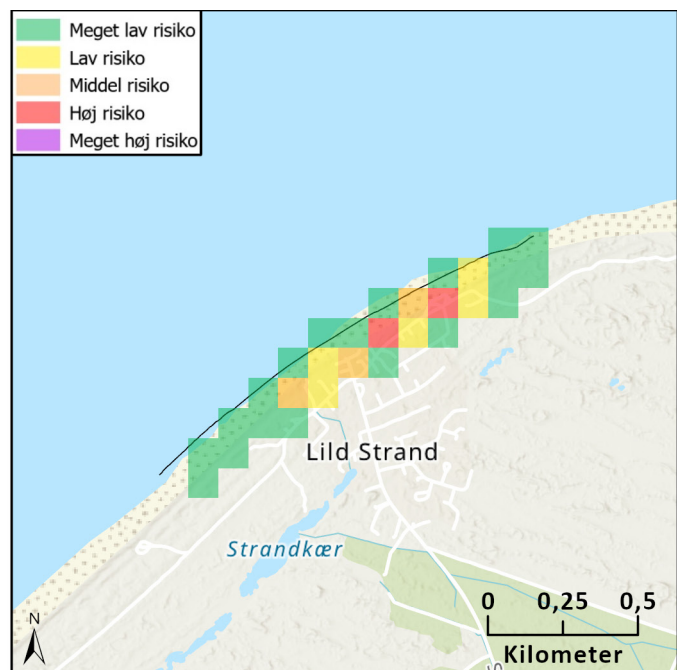 Meget lav risiko
Lav risiko
Middel risiko
Høj risiko
Meget høj risiko
Lild Strand
Strandkær
N
0 0,25 0,5
Kilometer